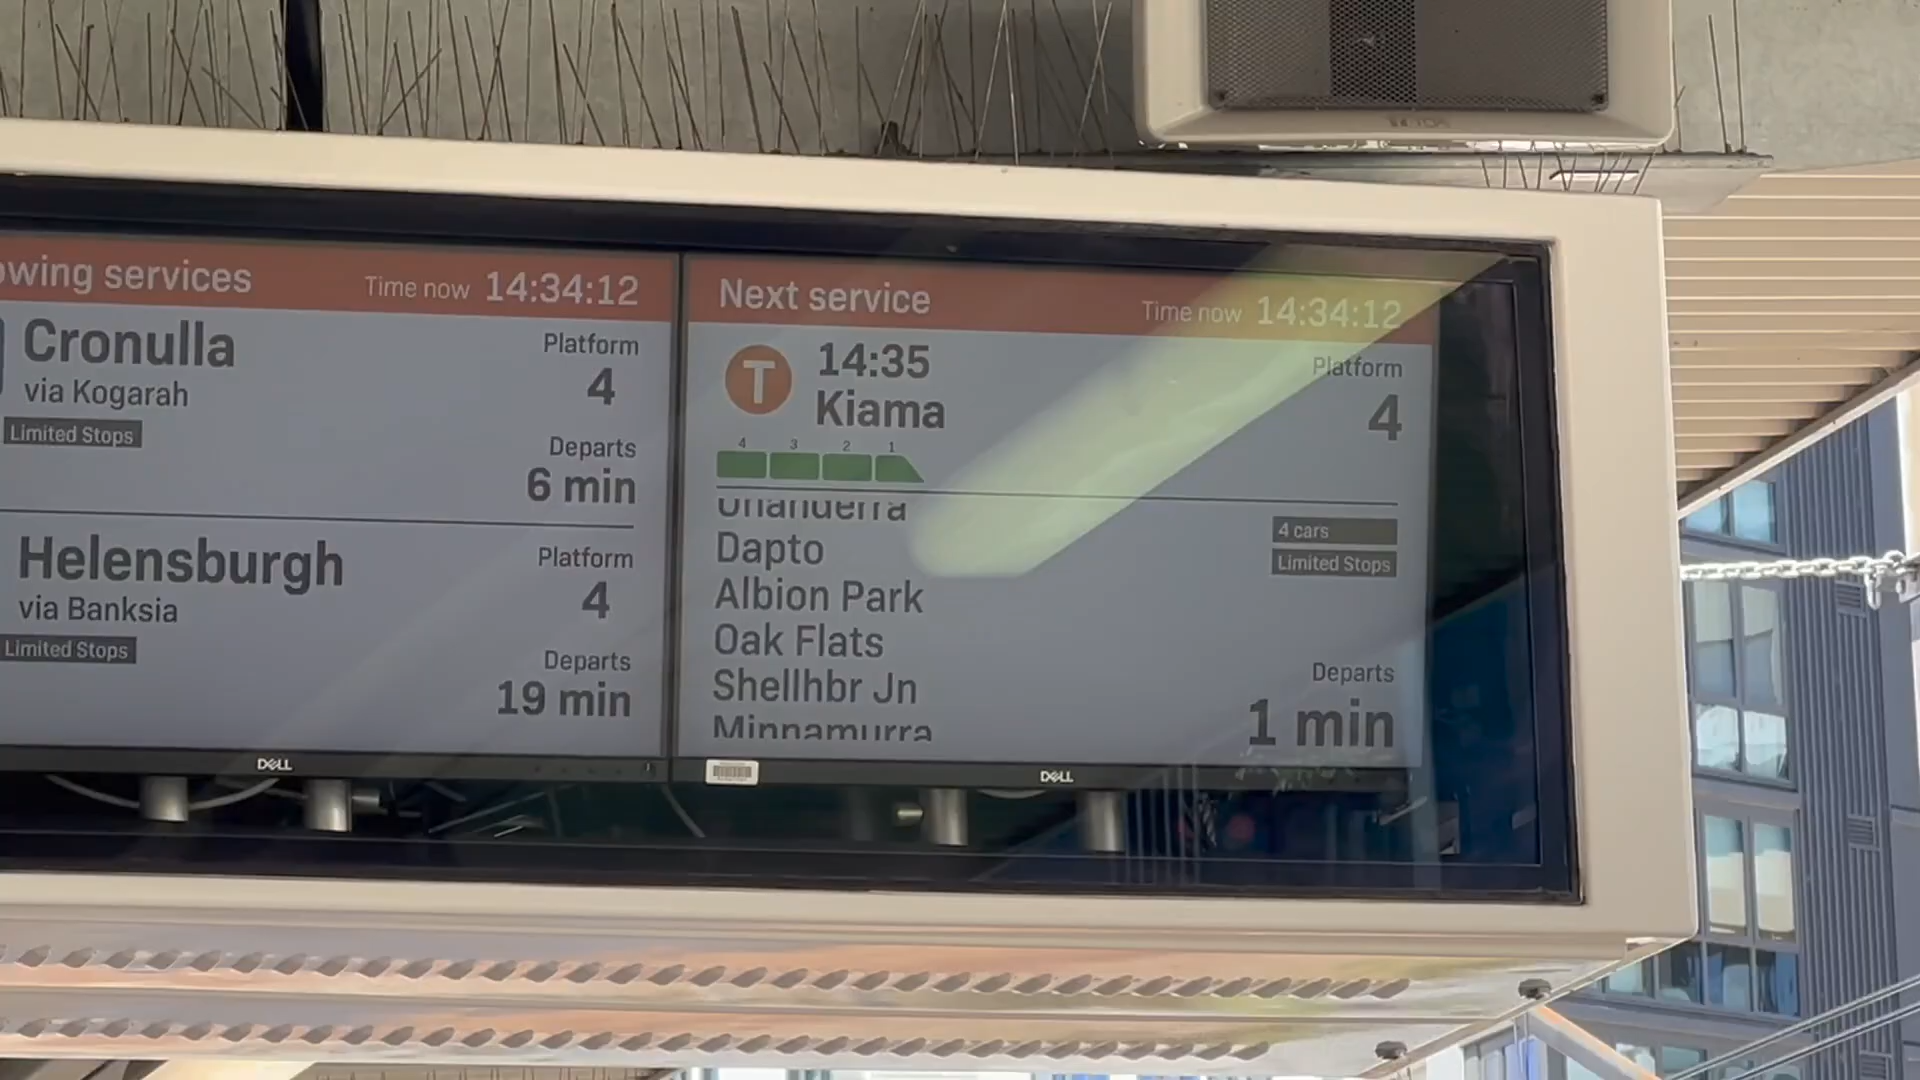 owing services
Time now 14:34:12
Cronulla
via Kogarah
Limited Stops
Platform
4
Departs
6 min
Helensburgh
via Banksia
Limited Stops
Platform
4
Departs
19 min
DELL
Next service
Time now 14:34:12
T
14:35
Kiama
Platform
4
4 3 2 1
Unanderra
Dapto
Albion Park
Oak Flats
Shellhbr Jn
Minnamurra
4 cars
Limited Stops
Departs
1 min
DELL